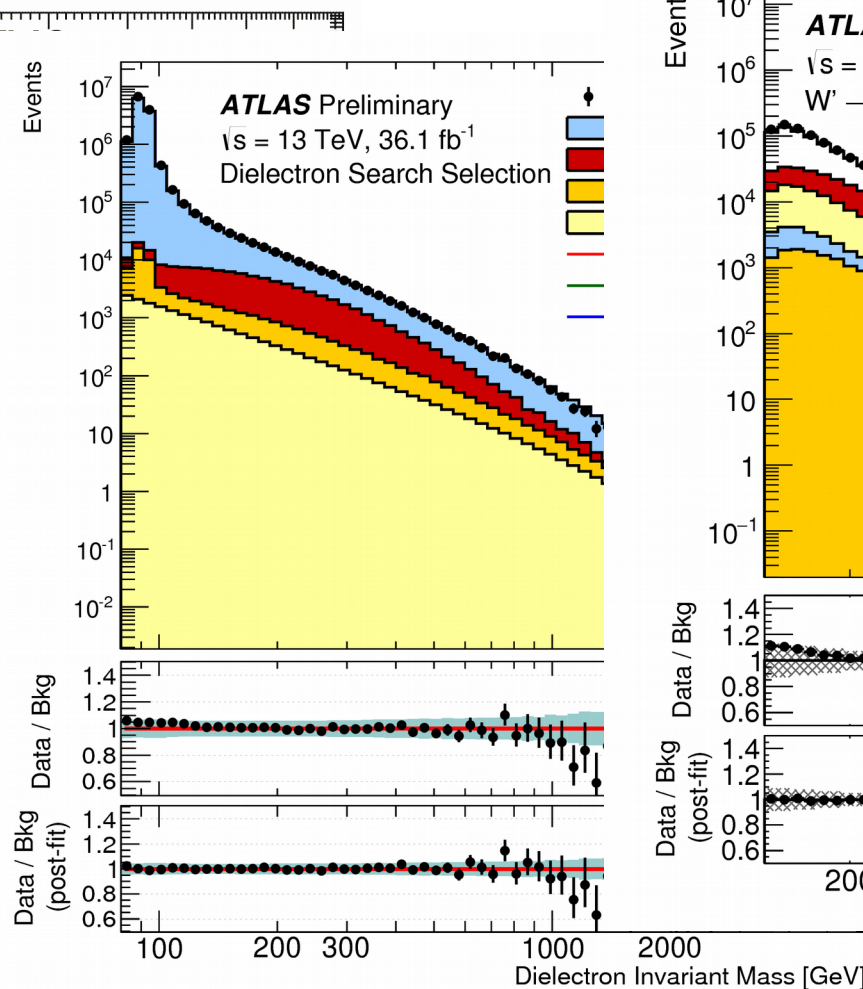 Events
10⁷
10⁶
10⁵
10⁴
10³
10²
10
1
10⁻¹
10⁻²
ATLAS Preliminary
√s = 13 TeV, 36.1 fb⁻¹
Dielectron Search Selection
Data / Bkg
1.4
1.2
1
0.8
0.6
Data / Bkg
(post-fit)
1.4
1.2
1
0.8
0.6
100 200 300 1000 2000
Dielectron Invariant Mass [GeV]
10⁷
10⁶
10⁵
10⁴
10³
10²
10
1
10⁻¹
√s =
W' —
Data / Bkg
1.4
1.2
1
0.8
0.6
Data / Bkg
(post-fit)
1.4
1.2
1
0.8
0.6